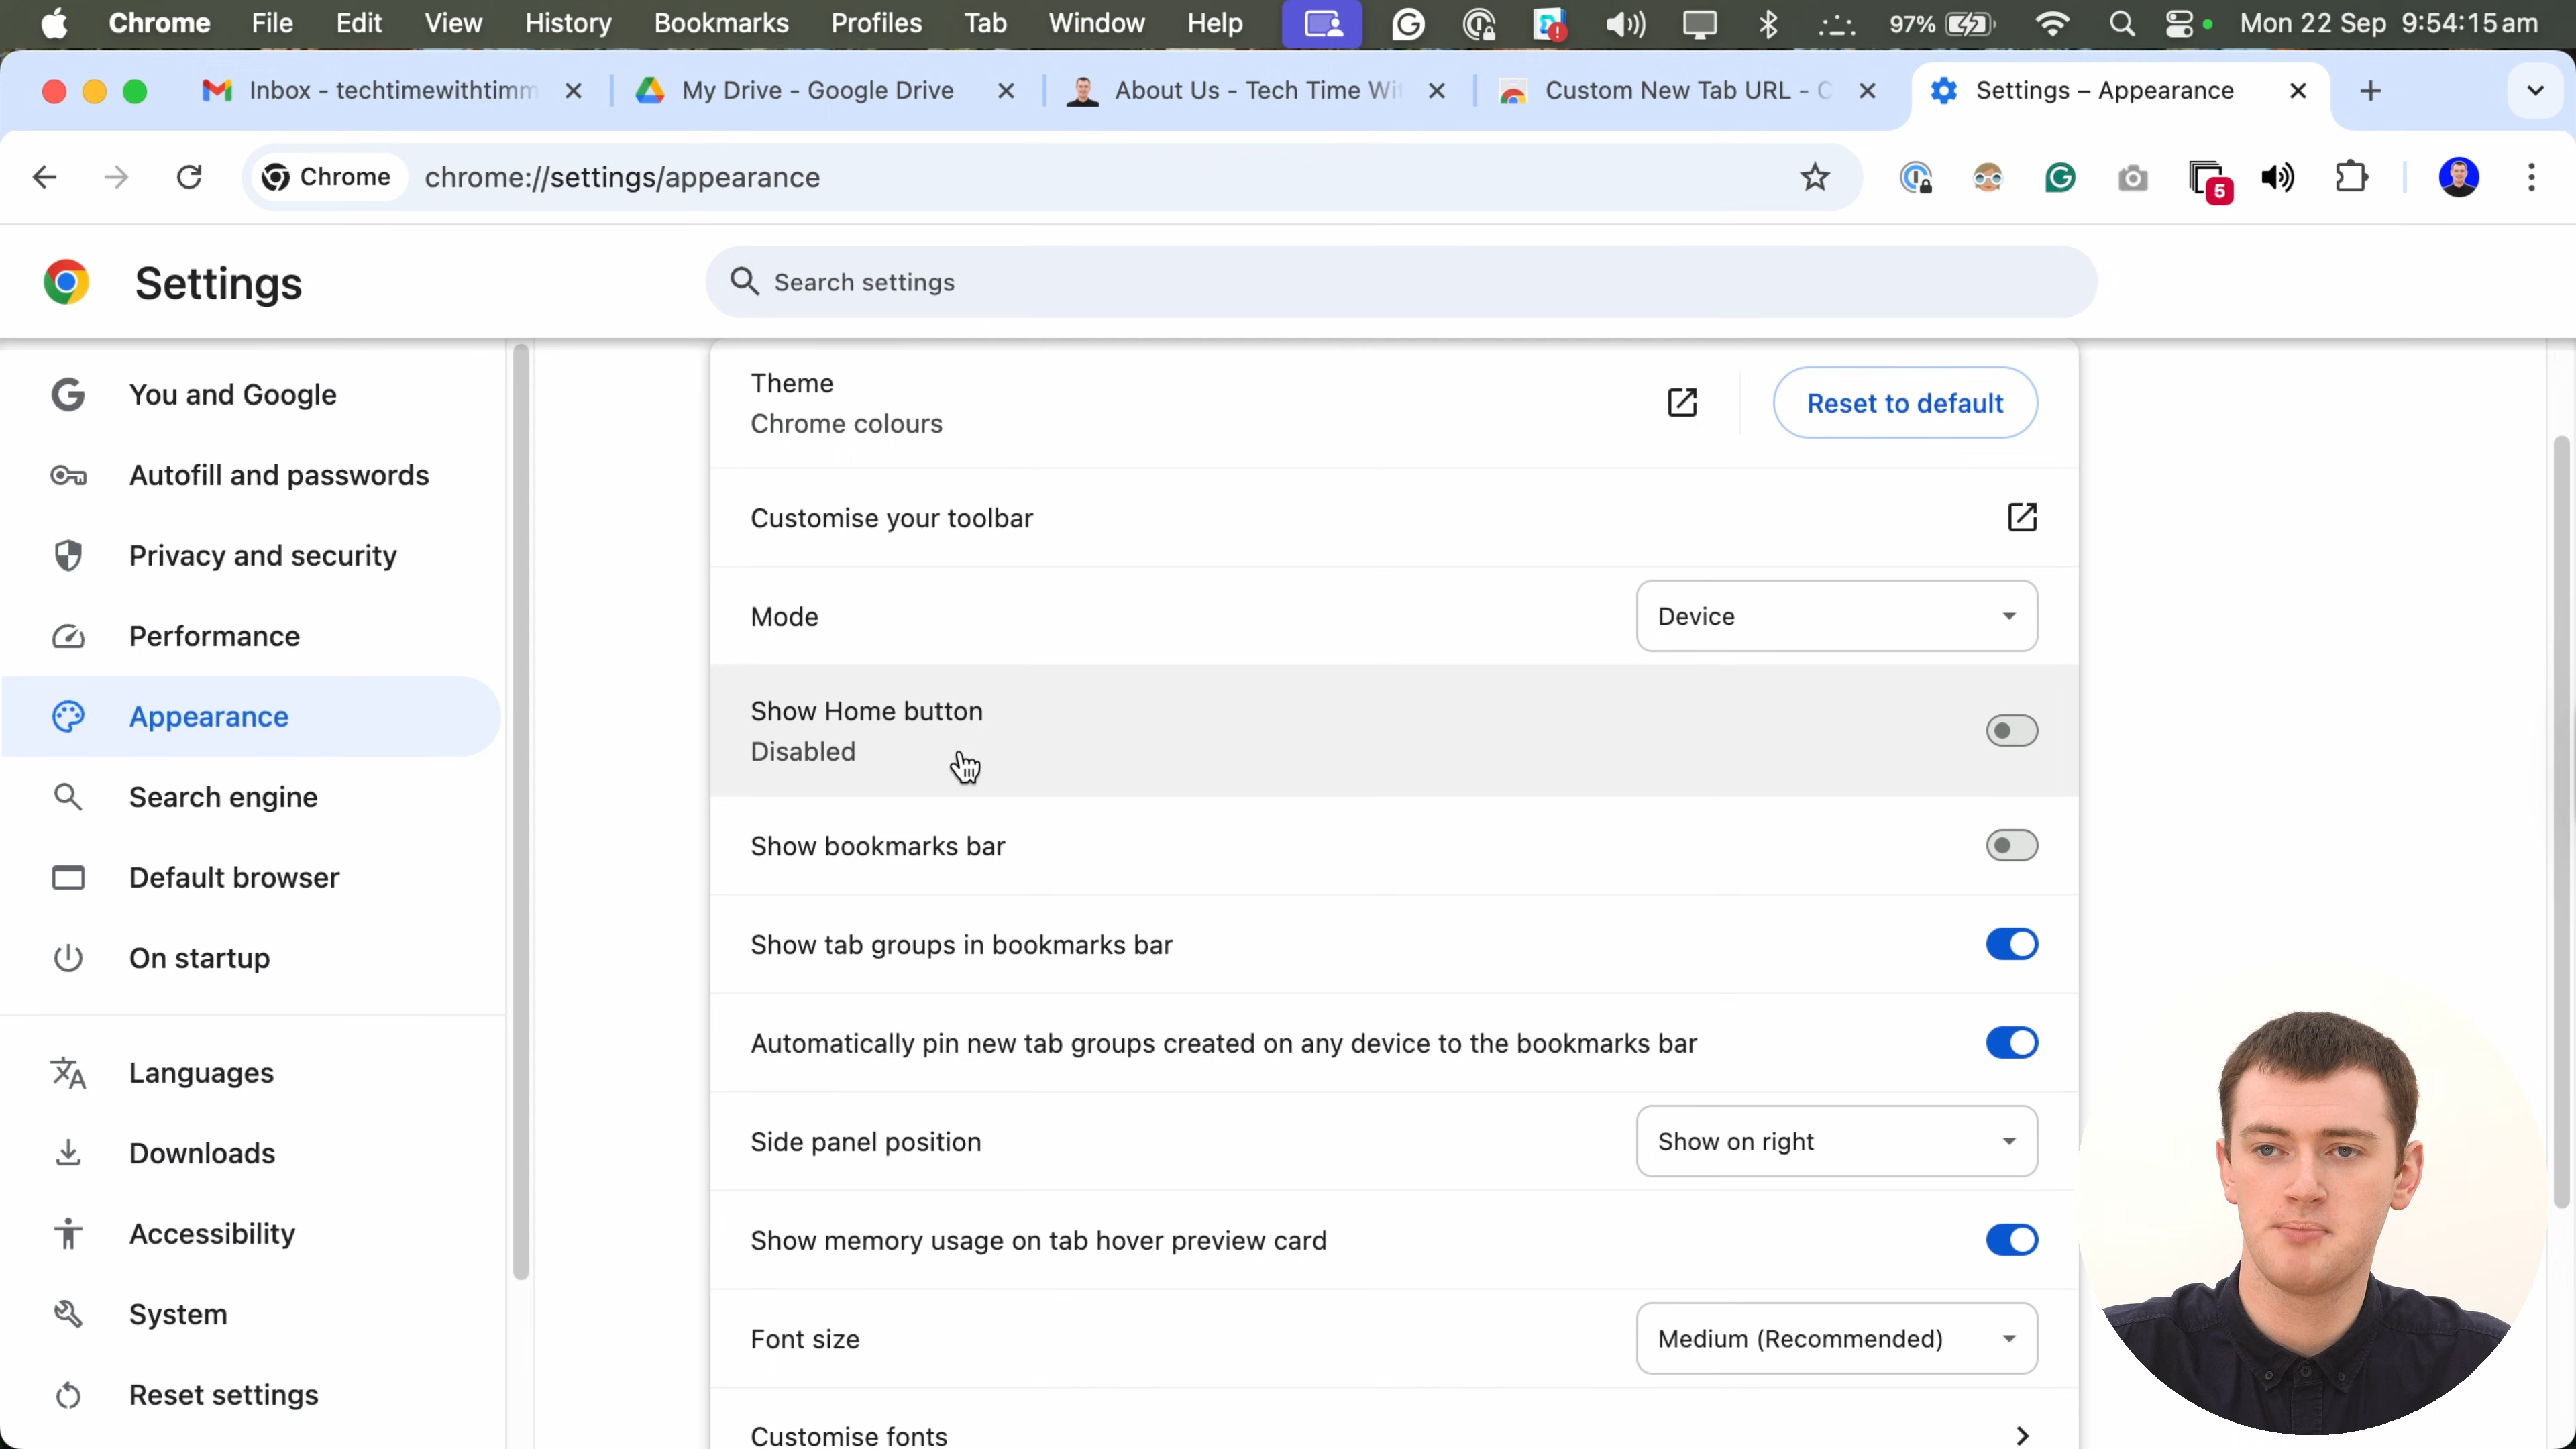 Chrome File Edit View History Bookmarks Profiles Tab Window Help 97% Mon 22 Sep 9:54:15 am
Inbox - techtimewithtimm My Drive - Google Drive About Us - Tech Time Wit Custom New Tab URL - C Settings – Appearance
Chrome chrome://settings/appearance 5
Settings
Search settings
You and Google
Autofill and passwords
Privacy and security
Performance
Appearance
Search engine
Default browser
On startup
Languages
Downloads
Accessibility
System
Reset settings
Theme
Chrome colours
Reset to default
Customise your toolbar
Mode
Device
Show Home button
Disabled
Show bookmarks bar
Show tab groups in bookmarks bar
Automatically pin new tab groups created on any device to the bookmarks bar
Side panel position
Show on right
Show memory usage on tab hover preview card
Font size
Medium (Recommended)
Customise fonts